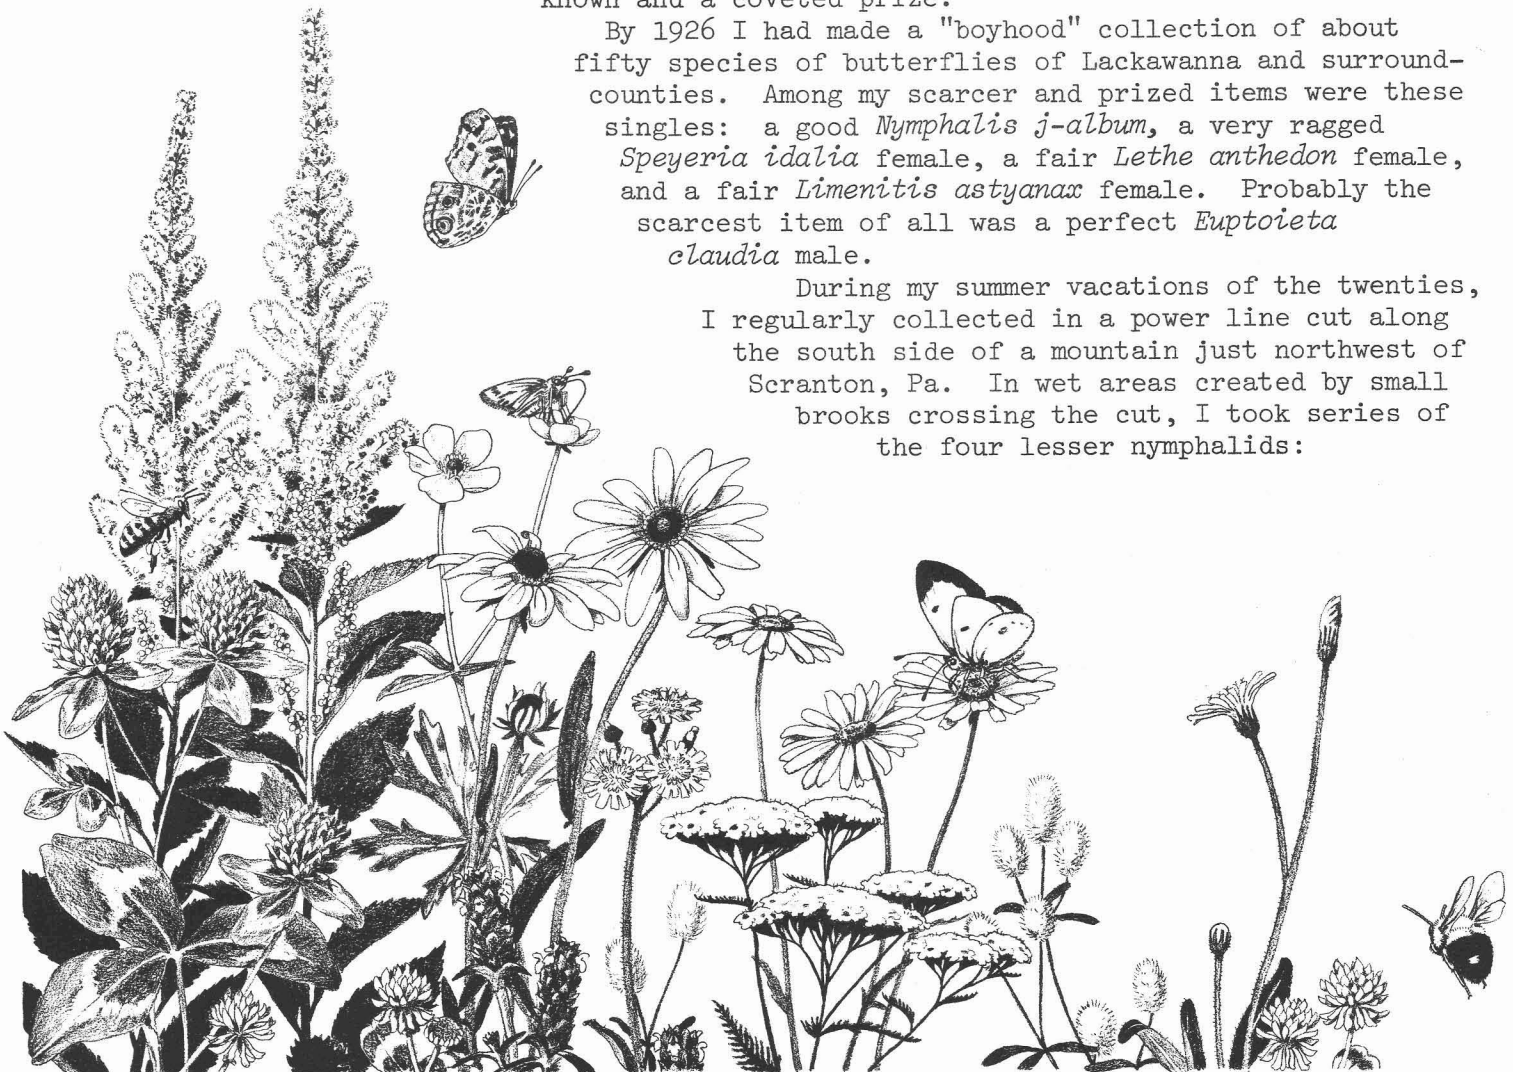 known and a coveted prize.
By 1926 I had made a "boyhood" collection of about
fifty species of butterflies of Lackawanna and surround-
counties. Among my scarcer and prized items were these
singles: a good Nymphalis j-album, a very ragged
Speyeria idalia female, a fair Lethe anthedon female,
and a fair Limenitis astyanax female. Probably the
scarcest item of all was a perfect Euptoieta
claudia male.
During my summer vacations of the twenties,
I regularly collected in a power line cut along
the south side of a mountain just northwest of
Scranton, Pa. In wet areas created by small
brooks crossing the cut, I took series of
the four lesser nymphalids: